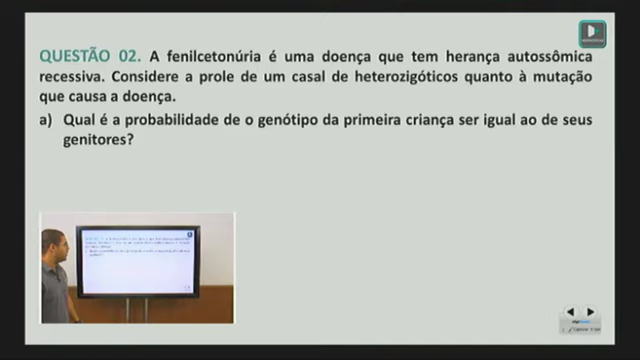 QUESTÃO 02. A fenilcetonúria é uma doença que tem herança autossômica
recessiva. Considere a prole de um casal de heterozigóticos quanto à mutação
que causa a doença.
a) Qual é a probabilidade de o genótipo da primeira criança ser igual ao de seus
genitores?